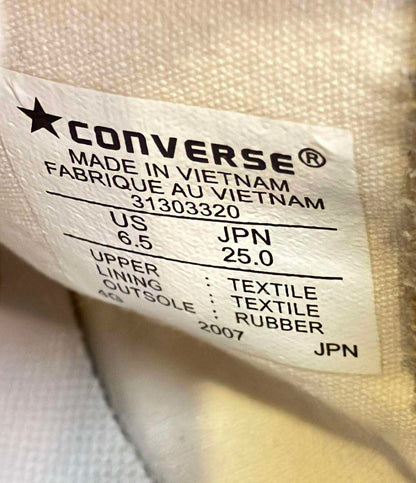 ★CONVERSE®
MADE IN VIETNAM
FABRIQUE AU VIETNAM
31303320
US JPN
6.5 25.0
UPPER : TEXTILE
LINING : TEXTILE
OUTSOLE : RUBBER
4G 2007 JPN